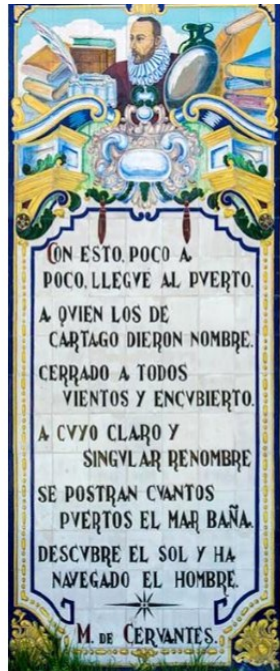 CON ESTO, POCO A
POCO, LLEGVE AL PVERTO.
A QVIEN LOS DE
CARTAGO DIERON NOMBRE.
CERRADO A TODOS
VIENTOS Y ENCVBIERTO.
A CVYO CLARO Y
SINGVLAR RENOMBRE
SE POSTRAN CVANTOS
PVERTOS EL MAR BAÑA.
DESCVBRE EL SOL Y HA
NAVEGADO EL HOMBRE.
M. DE CERVANTES.